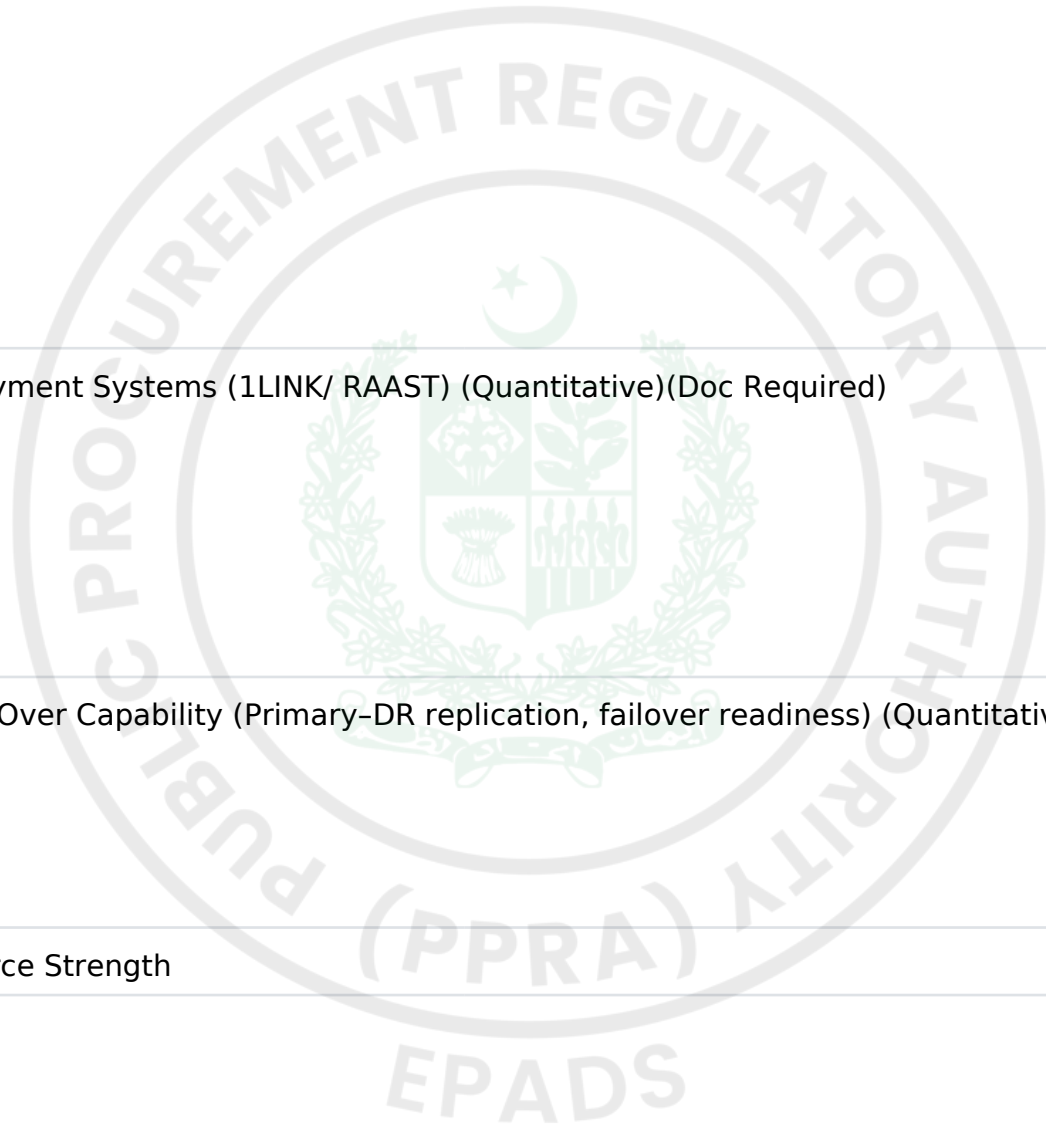 PUBLIC PROCUREMENT REGULATORY AUTHORITY
yment Systems (1LINK/ RAAST) (Quantitative)(Doc Required)
Over Capability (Primary–DR replication, failover readiness) (Quantitativ
(PPRA)
rce Strength
EPADS